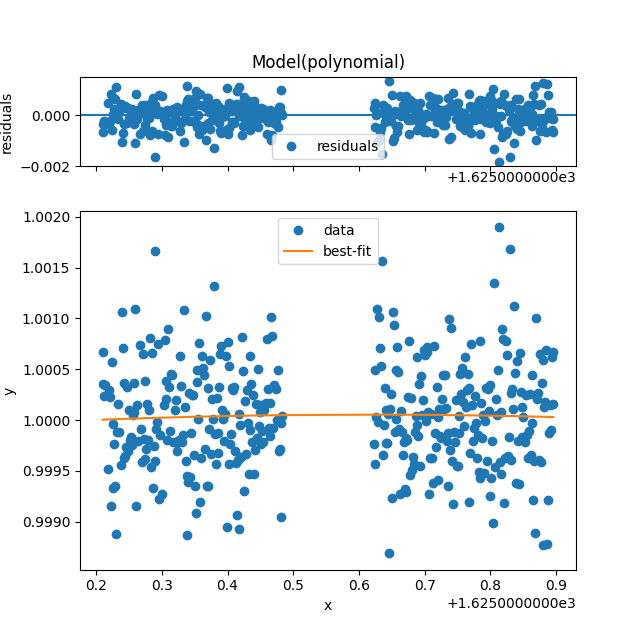 Model(polynomial)
0.000
−0.002
residuals
residuals
+1.6250000000e3
1.0020
1.0015
1.0010
1.0005
1.0000
0.9995
0.9990
y
data
best-fit
0.2 0.3 0.4 0.5 0.6 0.7 0.8 0.9
x
+1.6250000000e3